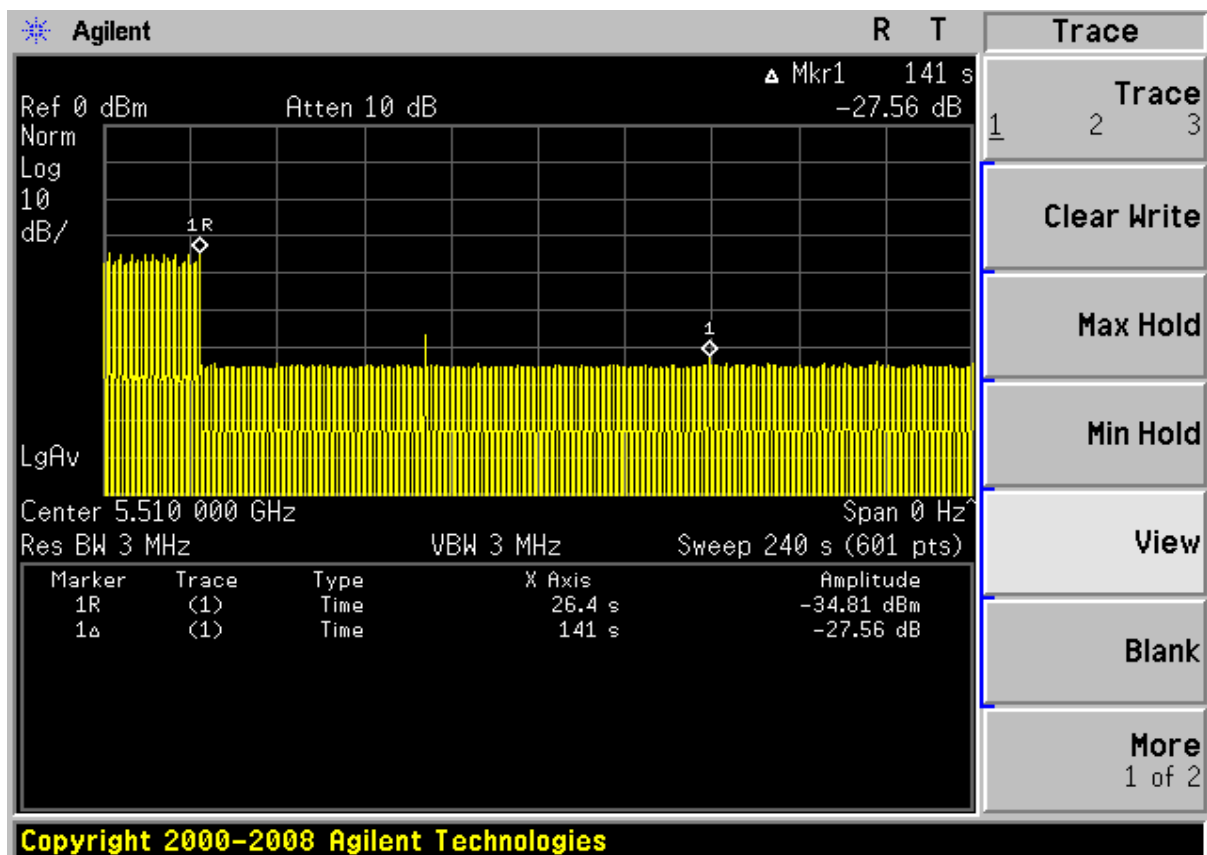 Agilent R T
Δ Mkr1 141 s
Ref 0 dBm Atten 10 dB -27.56 dB
Norm
Log
10
dB/
1R
1
LgAv
Center 5.510 000 GHz Span 0 Hz^
Res BW 3 MHz VBW 3 MHz Sweep 240 s (601 pts)
Marker Trace Type X Axis Amplitude
1R (1) Time 26.4 s -34.81 dBm
1Δ (1) Time 141 s -27.56 dB
Copyright 2000-2008 Agilent Technologies
Trace
Trace
1 2 3
Clear Write
Max Hold
Min Hold
View
Blank
More
1 of 2